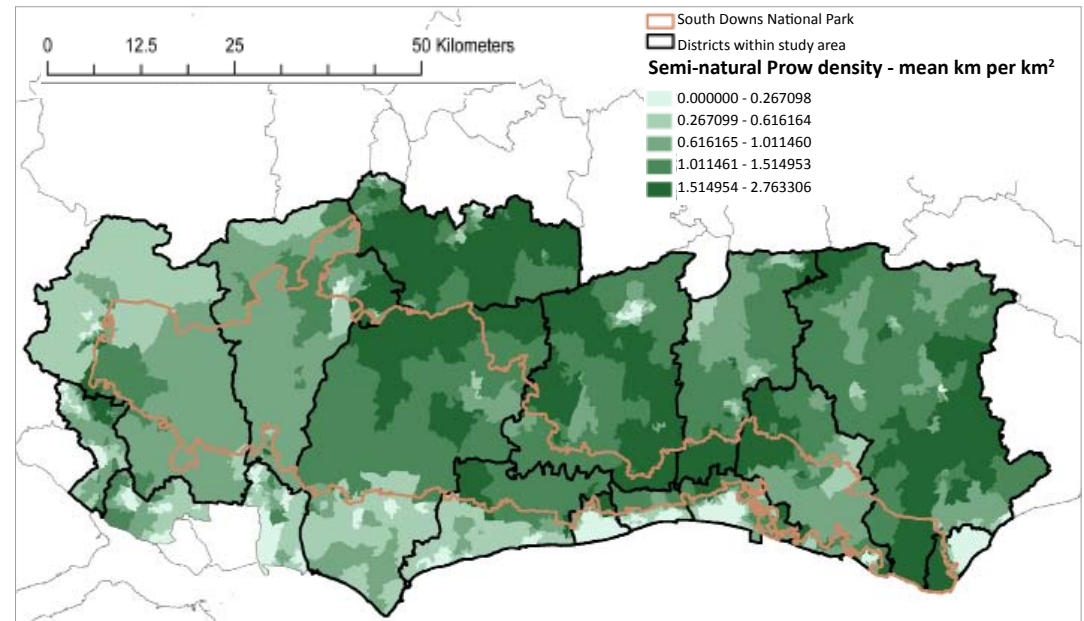 South Downs National Park
0 12.5 25 50 Kilometers
Districts within study area
Semi-natural Prow density - mean km per km²
0.000000 - 0.267098
0.267099 - 0.616164
0.616165 - 1.011460
1.011461 - 1.514953
1.514954 - 2.763306